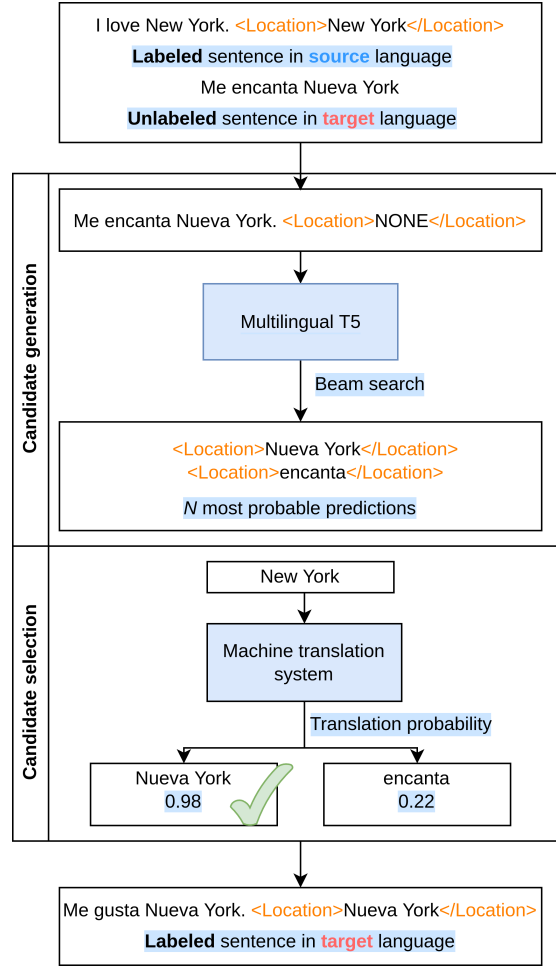 I love New York. <Location>New York</Location>
Labeled sentence in source language
Me encanta Nueva York
Unlabeled sentence in target language
Candidate generation
Me encanta Nueva York. <Location>NONE</Location>
Multilingual T5
Beam search
<Location>Nueva York</Location>
<Location>encanta</Location>
N most probable predictions
Candidate selection
New York
Machine translation
system
Translation probability
Nueva York
0.98
encanta
0.22
Me gusta Nueva York. <Location>Nueva York</Location>
Labeled sentence in target language